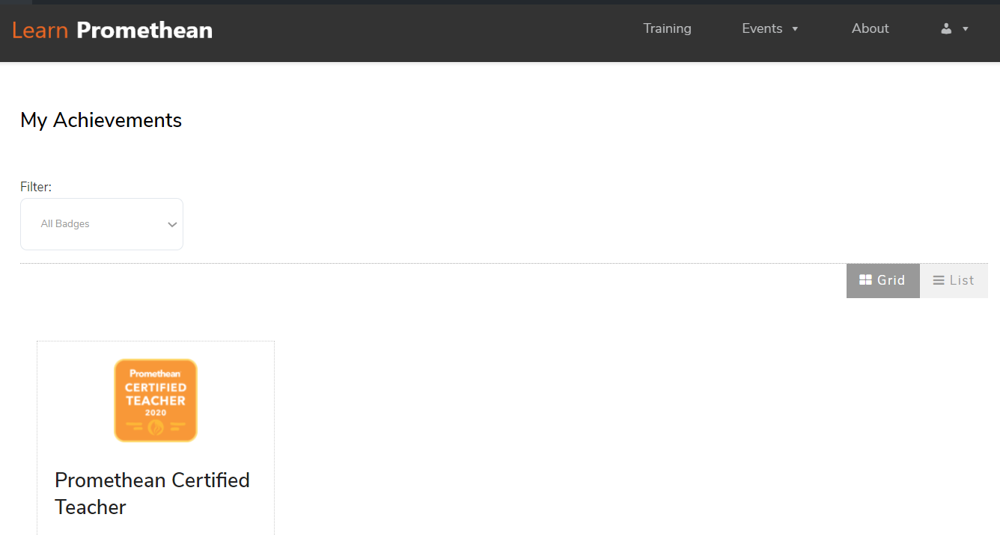 Learn Promethean
Training
Events
About
My Achievements
Filter:
All Badges
Grid
List
Promethean
CERTIFIED
TEACHER
2020
Promethean Certified
Teacher